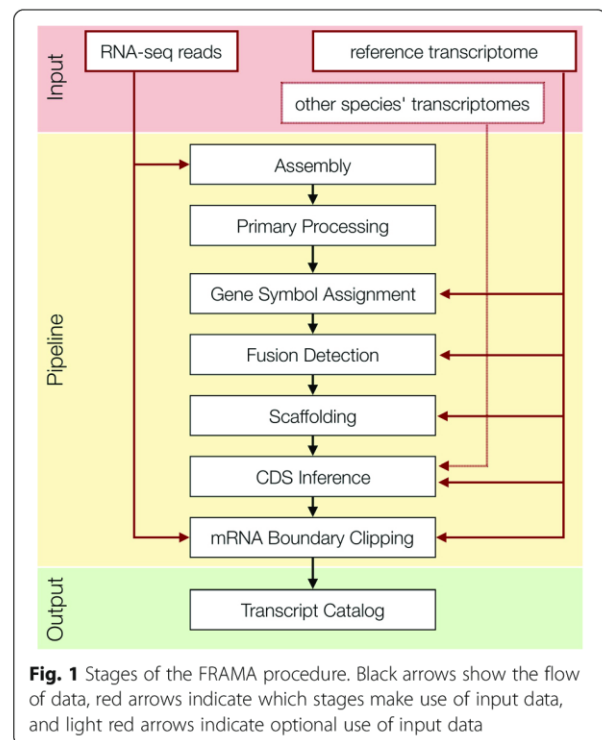 Input
RNA-seq reads
reference transcriptome
other species' transcriptomes
Pipeline
Assembly
Primary Processing
Gene Symbol Assignment
Fusion Detection
Scaffolding
CDS Inference
mRNA Boundary Clipping
Output
Transcript Catalog
Fig. 1 Stages of the FRAMA procedure. Black arrows show the flow
of data, red arrows indicate which stages make use of input data,
and light red arrows indicate optional use of input data